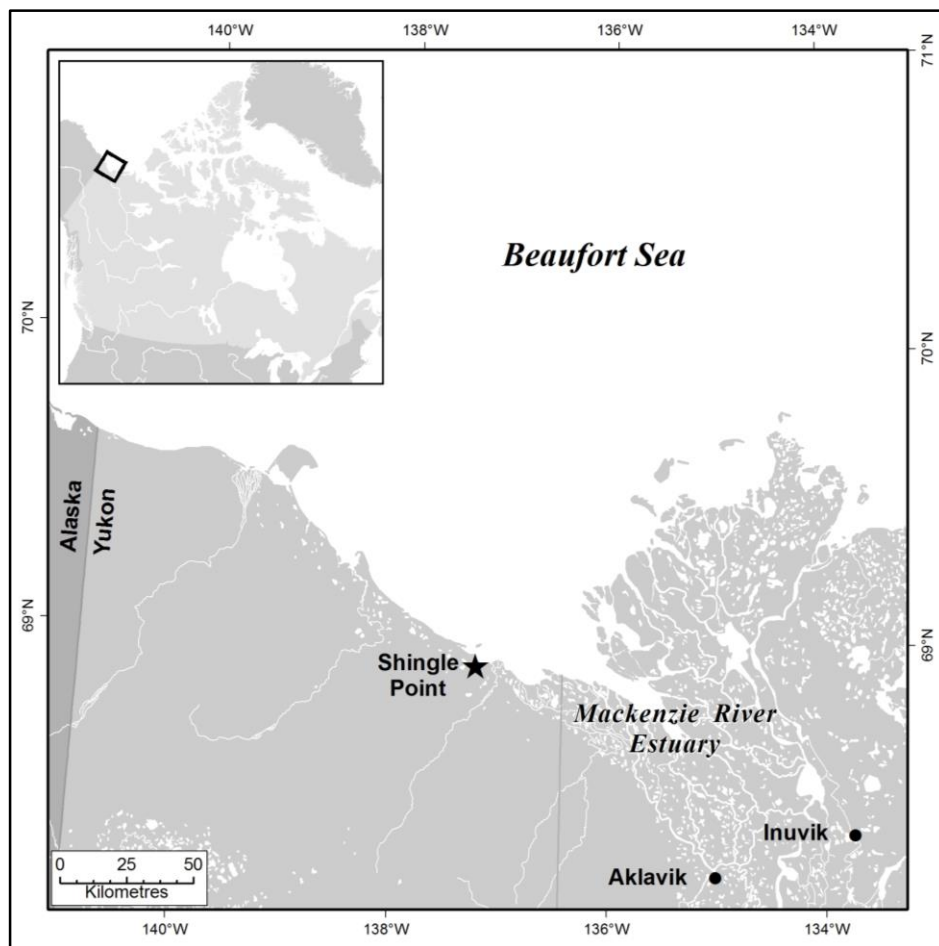 140°W
138°W
136°W
134°W
71°N
Beaufort Sea
70°N
70°N
Alaska
Yukon
69°N
69°N
Shingle
Point
Mackenzie River
Estuary
Inuvik
Aklavik
0 25 50
Kilometres
140°W
138°W
136°W
134°W